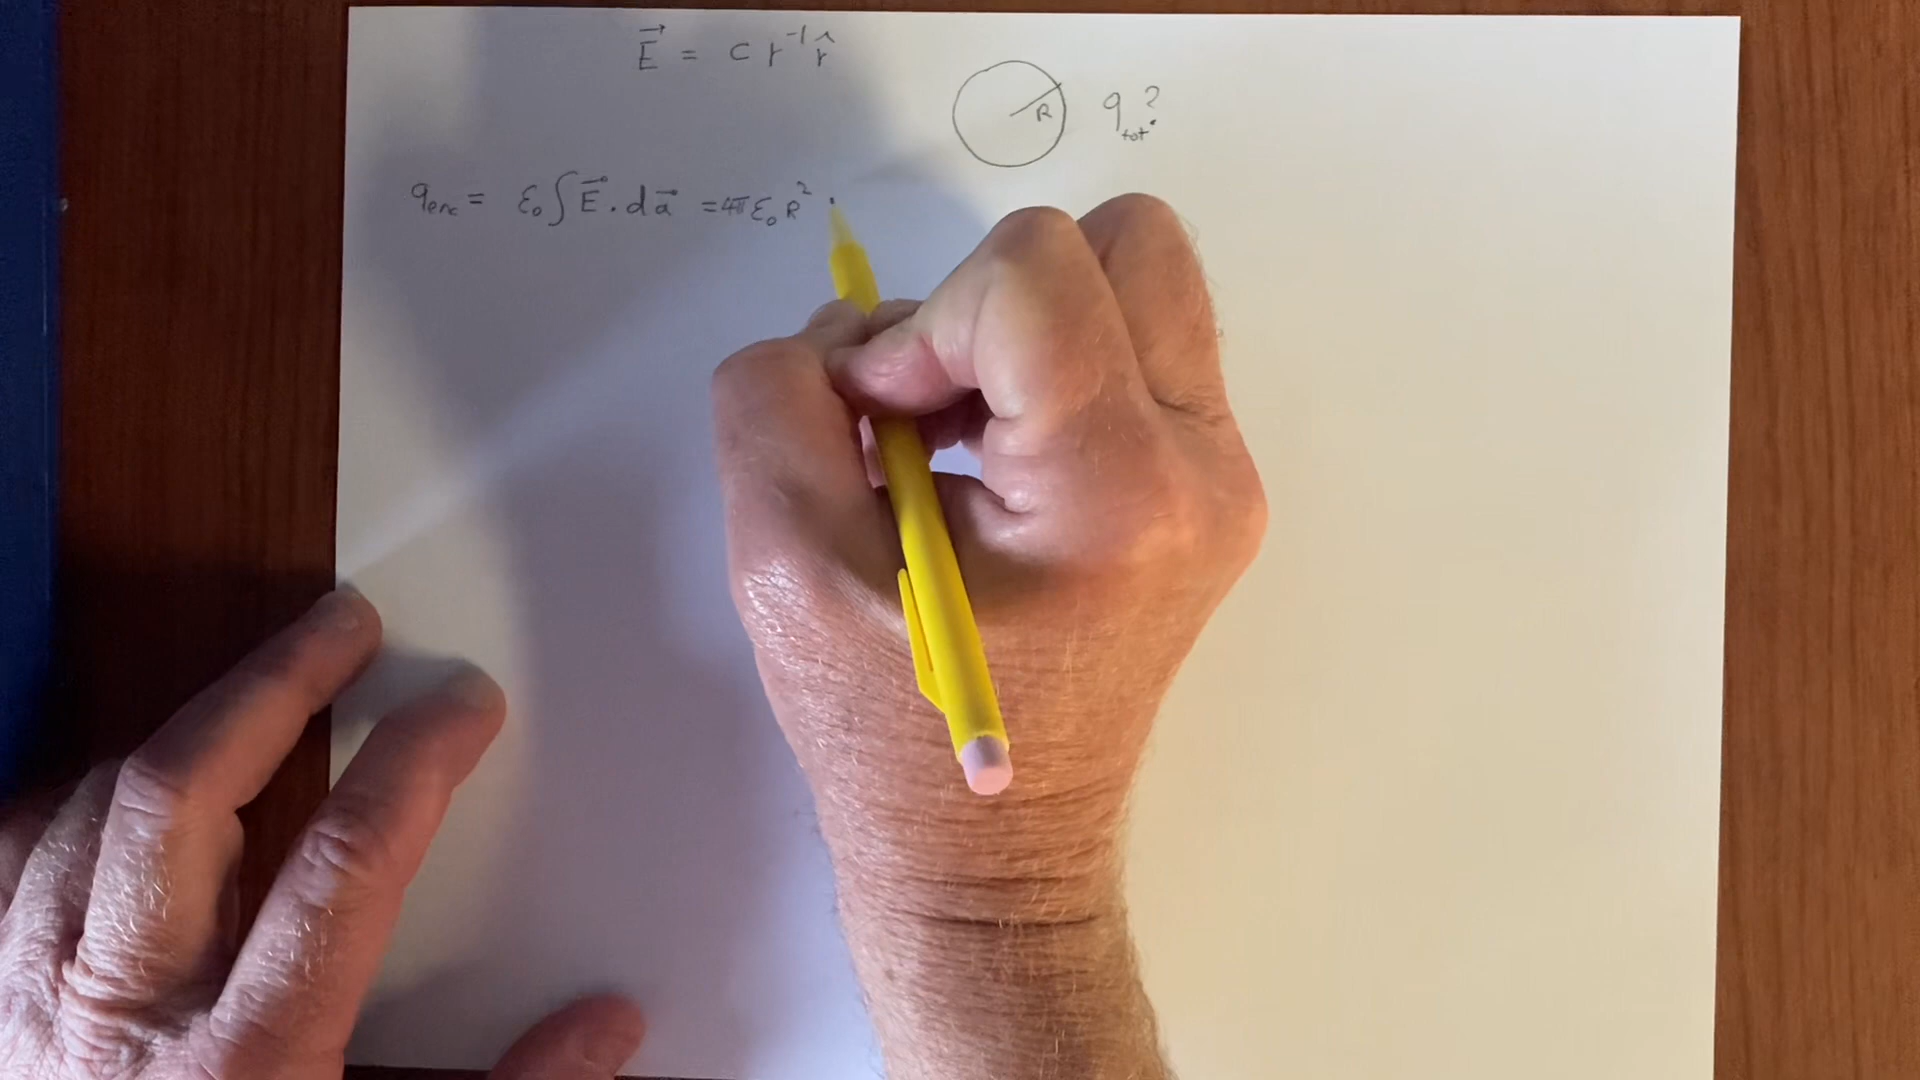 E⃗ = c r⁻¹ r̂
R
q_tot?
q_enc = ε₀ ∫ E⃗ · da⃗ = 4π ε₀ R² ·